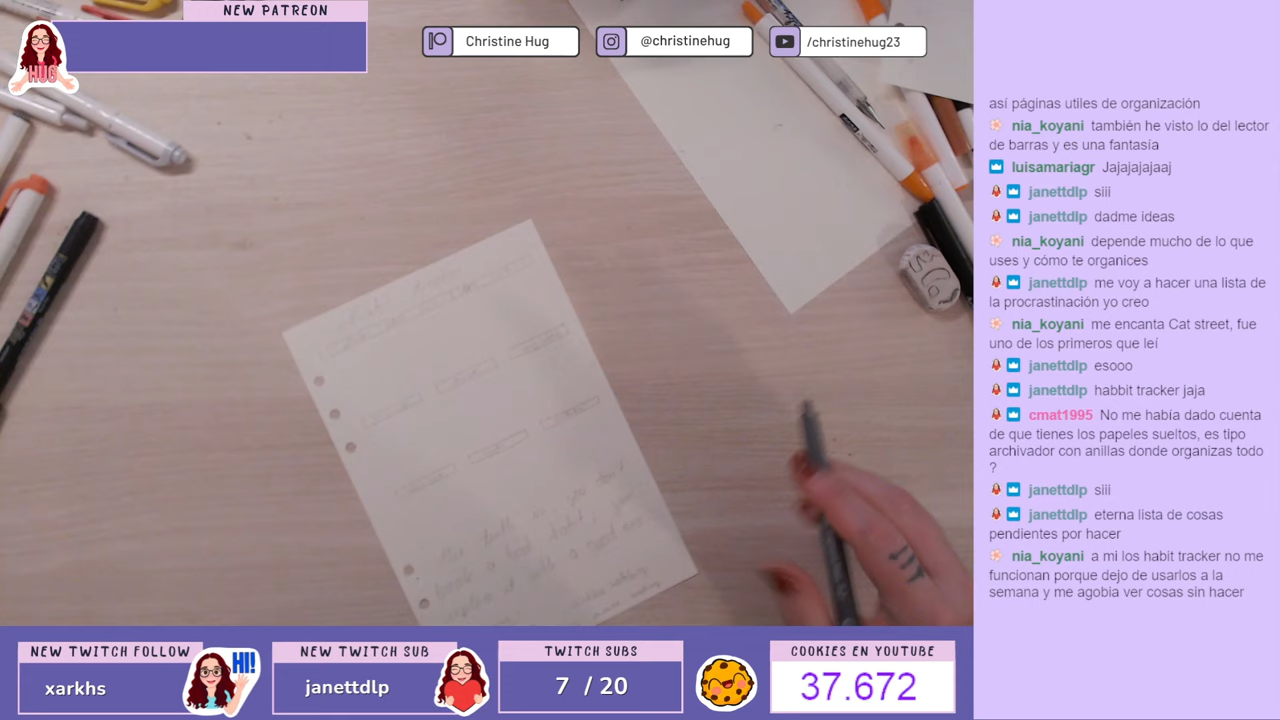 NEW PATREON
HUG
Christine Hug
@christinehug
/christinehug23
así páginas utiles de organización
nia_koyani también he visto lo del lector
de barras y es una fantasía
luisamariagr Jajajajajaaj
janettdlp siii
janettdlp dadme ideas
nia_koyani depende mucho de lo que
uses y cómo te organices
janettdlp me voy a hacer una lista de
la procrastinación yo creo
nia_koyani me encanta Cat street, fue
uno de los primeros que leí
janettdlp esooo
janettdlp habbit tracker jaja
cmat1995 No me había dado cuenta
de que tienes los papeles sueltos, es tipo
archivador con anillas donde organizas todo
?
janettdlp siii
janettdlp eterna lista de cosas
pendientes por hacer
nia_koyani a mi los habit tracker no me
funcionan porque dejo de usarlos a la
semana y me agobia ver cosas sin hacer
NEW TWITCH FOLLOW
xarkhs
HI!
NEW TWITCH SUB
janettdlp
TWITCH SUBS
7 / 20
COOKIES EN YOUTUBE
37.672